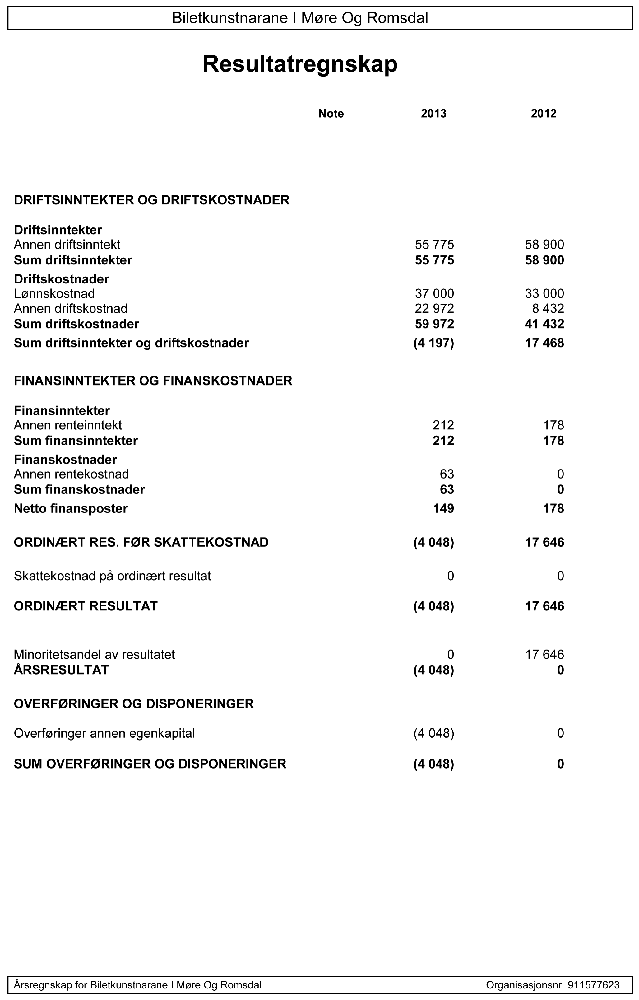 Biletkunstnarane I Møre Og Romsdal
Resultatregnskap
Note 2013 2012
DRIFTSINNTEKTER OG DRIFTSKOSTNADER
Driftsinntekter
Annen driftsinntekt 55 775 58 900
Sum driftsinntekter 55 775 58 900
Driftskostnader
Lønnskostnad 37 000 33 000
Annen driftskostnad 22 972 8 432
Sum driftskostnader 59 972 41 432
Sum driftsinntekter og driftskostnader (4 197) 17 468
FINANSINNTEKTER OG FINANSKOSTNADER
Finansinntekter
Annen renteinntekt 212 178
Sum finansinntekter 212 178
Finanskostnader
Annen rentekostnad 63 0
Sum finanskostnader 63 0
Netto finansposter 149 178
ORDINÆRT RES. FØR SKATTEKOSTNAD (4 048) 17 646
Skattekostnad på ordinært resultat 0 0
ORDINÆRT RESULTAT (4 048) 17 646
Minoritetsandel av resultatet 0 17 646
ÅRSRESULTAT (4 048) 0
OVERFØRINGER OG DISPONERINGER
Overføringer annen egenkapital (4 048) 0
SUM OVERFØRINGER OG DISPONERINGER (4 048) 0
Årsregnskap for Biletkunstnarane I Møre Og Romsdal Organisasjonsnr. 911577623